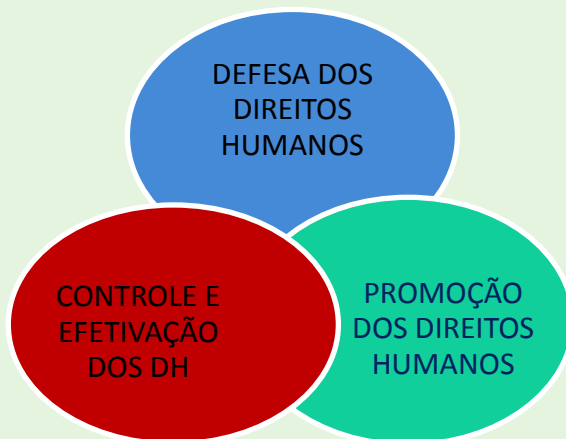 DEFESA DOS
DIREITOS
HUMANOS
CONTROLE E
EFETIVAÇÃO
DOS DH
PROMOÇÃO
DOS DIREITOS
HUMANOS